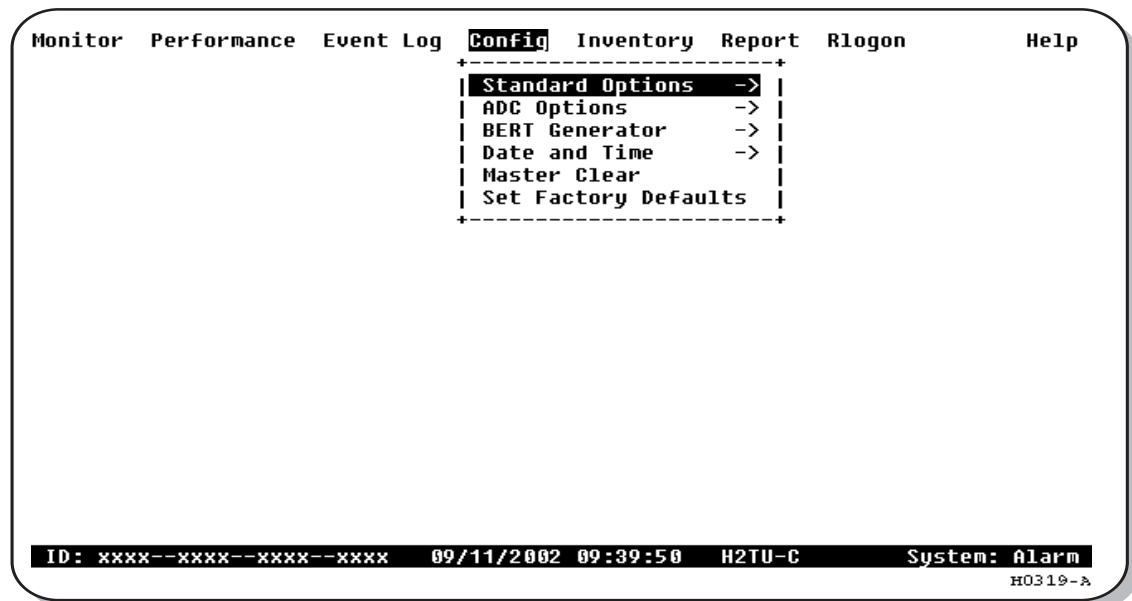 Monitor Performance Event Log Config Inventory Report Rlogon Help
Standard Options ->
ADC Options ->
BERT Generator ->
Date and Time ->
Master Clear
Set Factory Defaults
ID: xxxx--xxxx--xxxx--xxxx 09/11/2002 09:39:50 H2TU-C System: Alarm
H0319-A